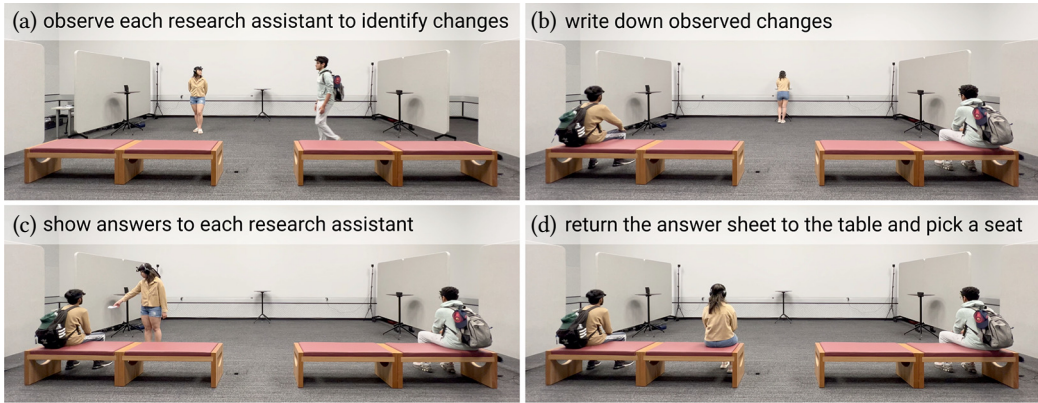 (a) observe each research assistant to identify changes
(b) write down observed changes
(c) show answers to each research assistant
(d) return the answer sheet to the table and pick a seat